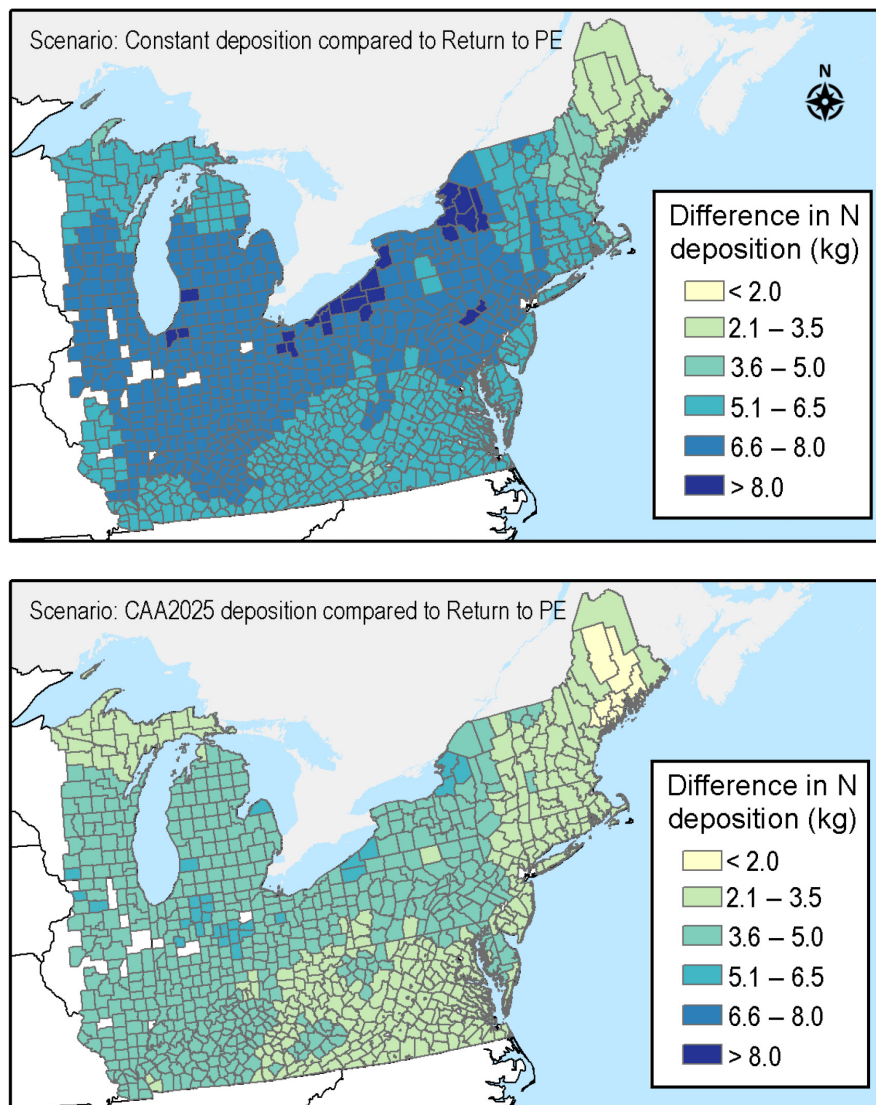 Scenario: Constant deposition compared to Return to PE
N
Difference in N
deposition (kg)
< 2.0
2.1 – 3.5
3.6 – 5.0
5.1 – 6.5
6.6 – 8.0
> 8.0
Scenario: CAA2025 deposition compared to Return to PE
Difference in N
deposition (kg)
< 2.0
2.1 – 3.5
3.6 – 5.0
5.1 – 6.5
6.6 – 8.0
> 8.0